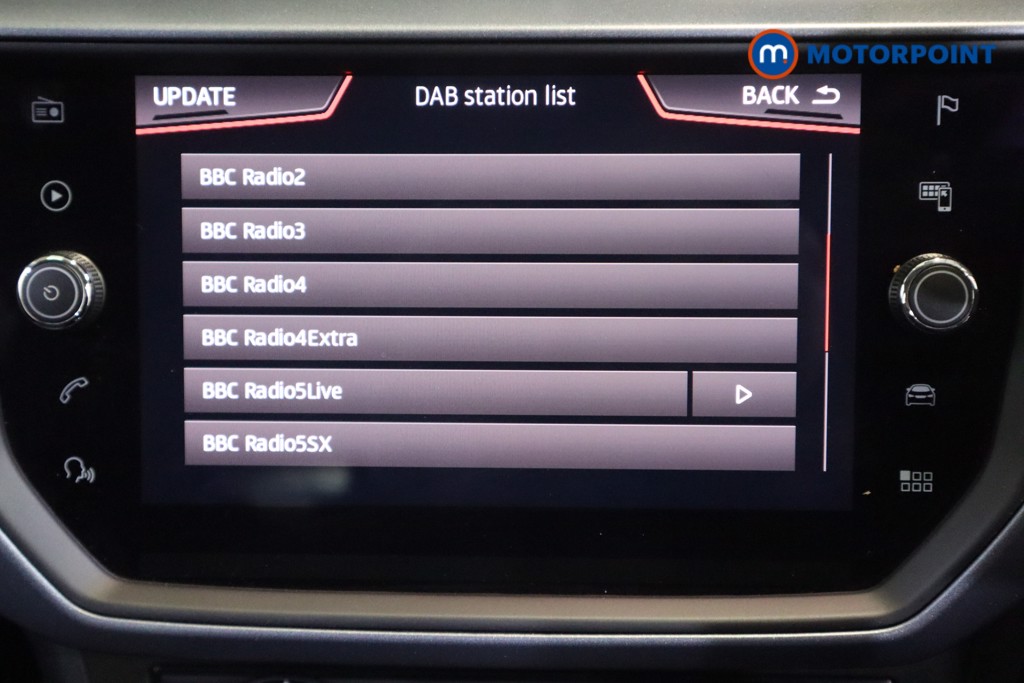 MOTORPOINT
UPDATE DAB station list BACK
BBC Radio2
BBC Radio3
BBC Radio4
BBC Radio4Extra
BBC Radio5Live
BBC Radio5SX